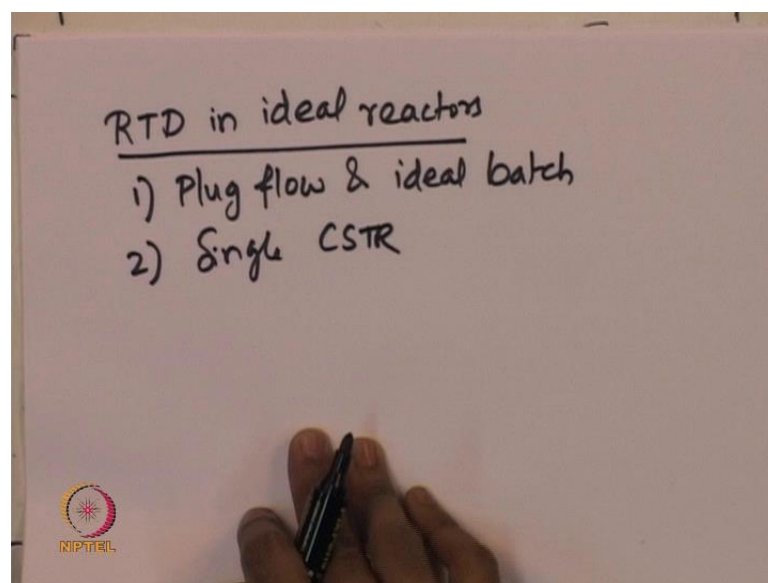 RTD in ideal reactors
1) Plug flow & ideal batch
2) Single CSTR
NPTEL